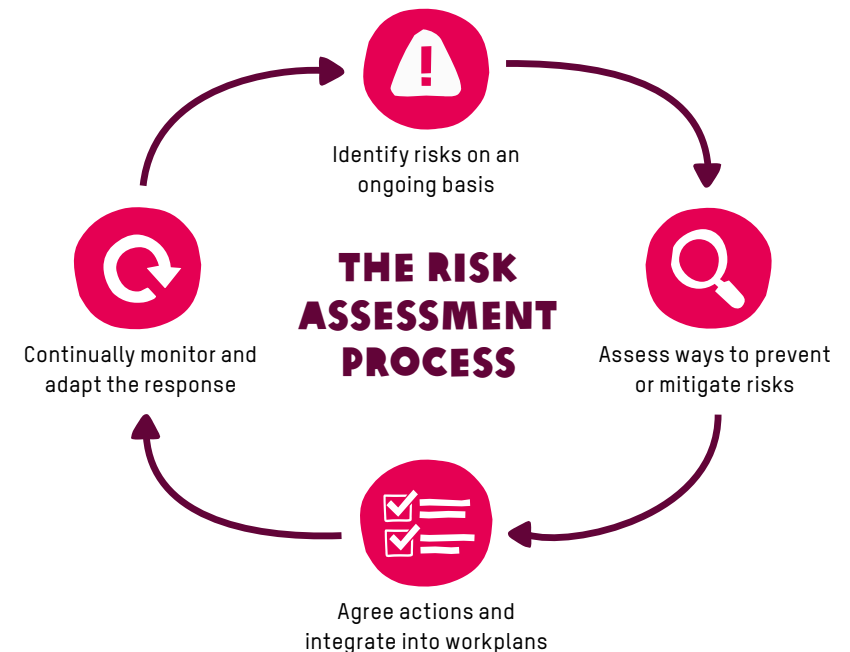 Identify risks on an
ongoing basis
THE RISK
ASSESSMENT
PROCESS
Continually monitor and
adapt the response
Assess ways to prevent
or mitigate risks
Agree actions and
integrate into workplans